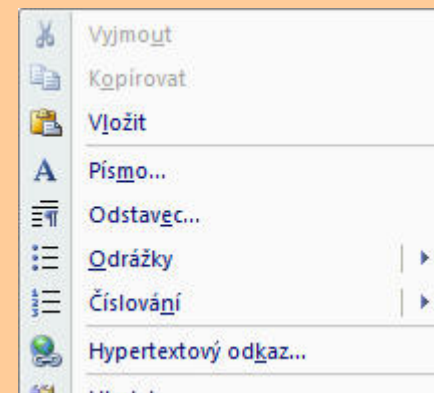 Vyjmout
Kopírovat
Vložit
Písmo...
Odstavec...
Odrážky
Číslování
Hypertextový odkaz...